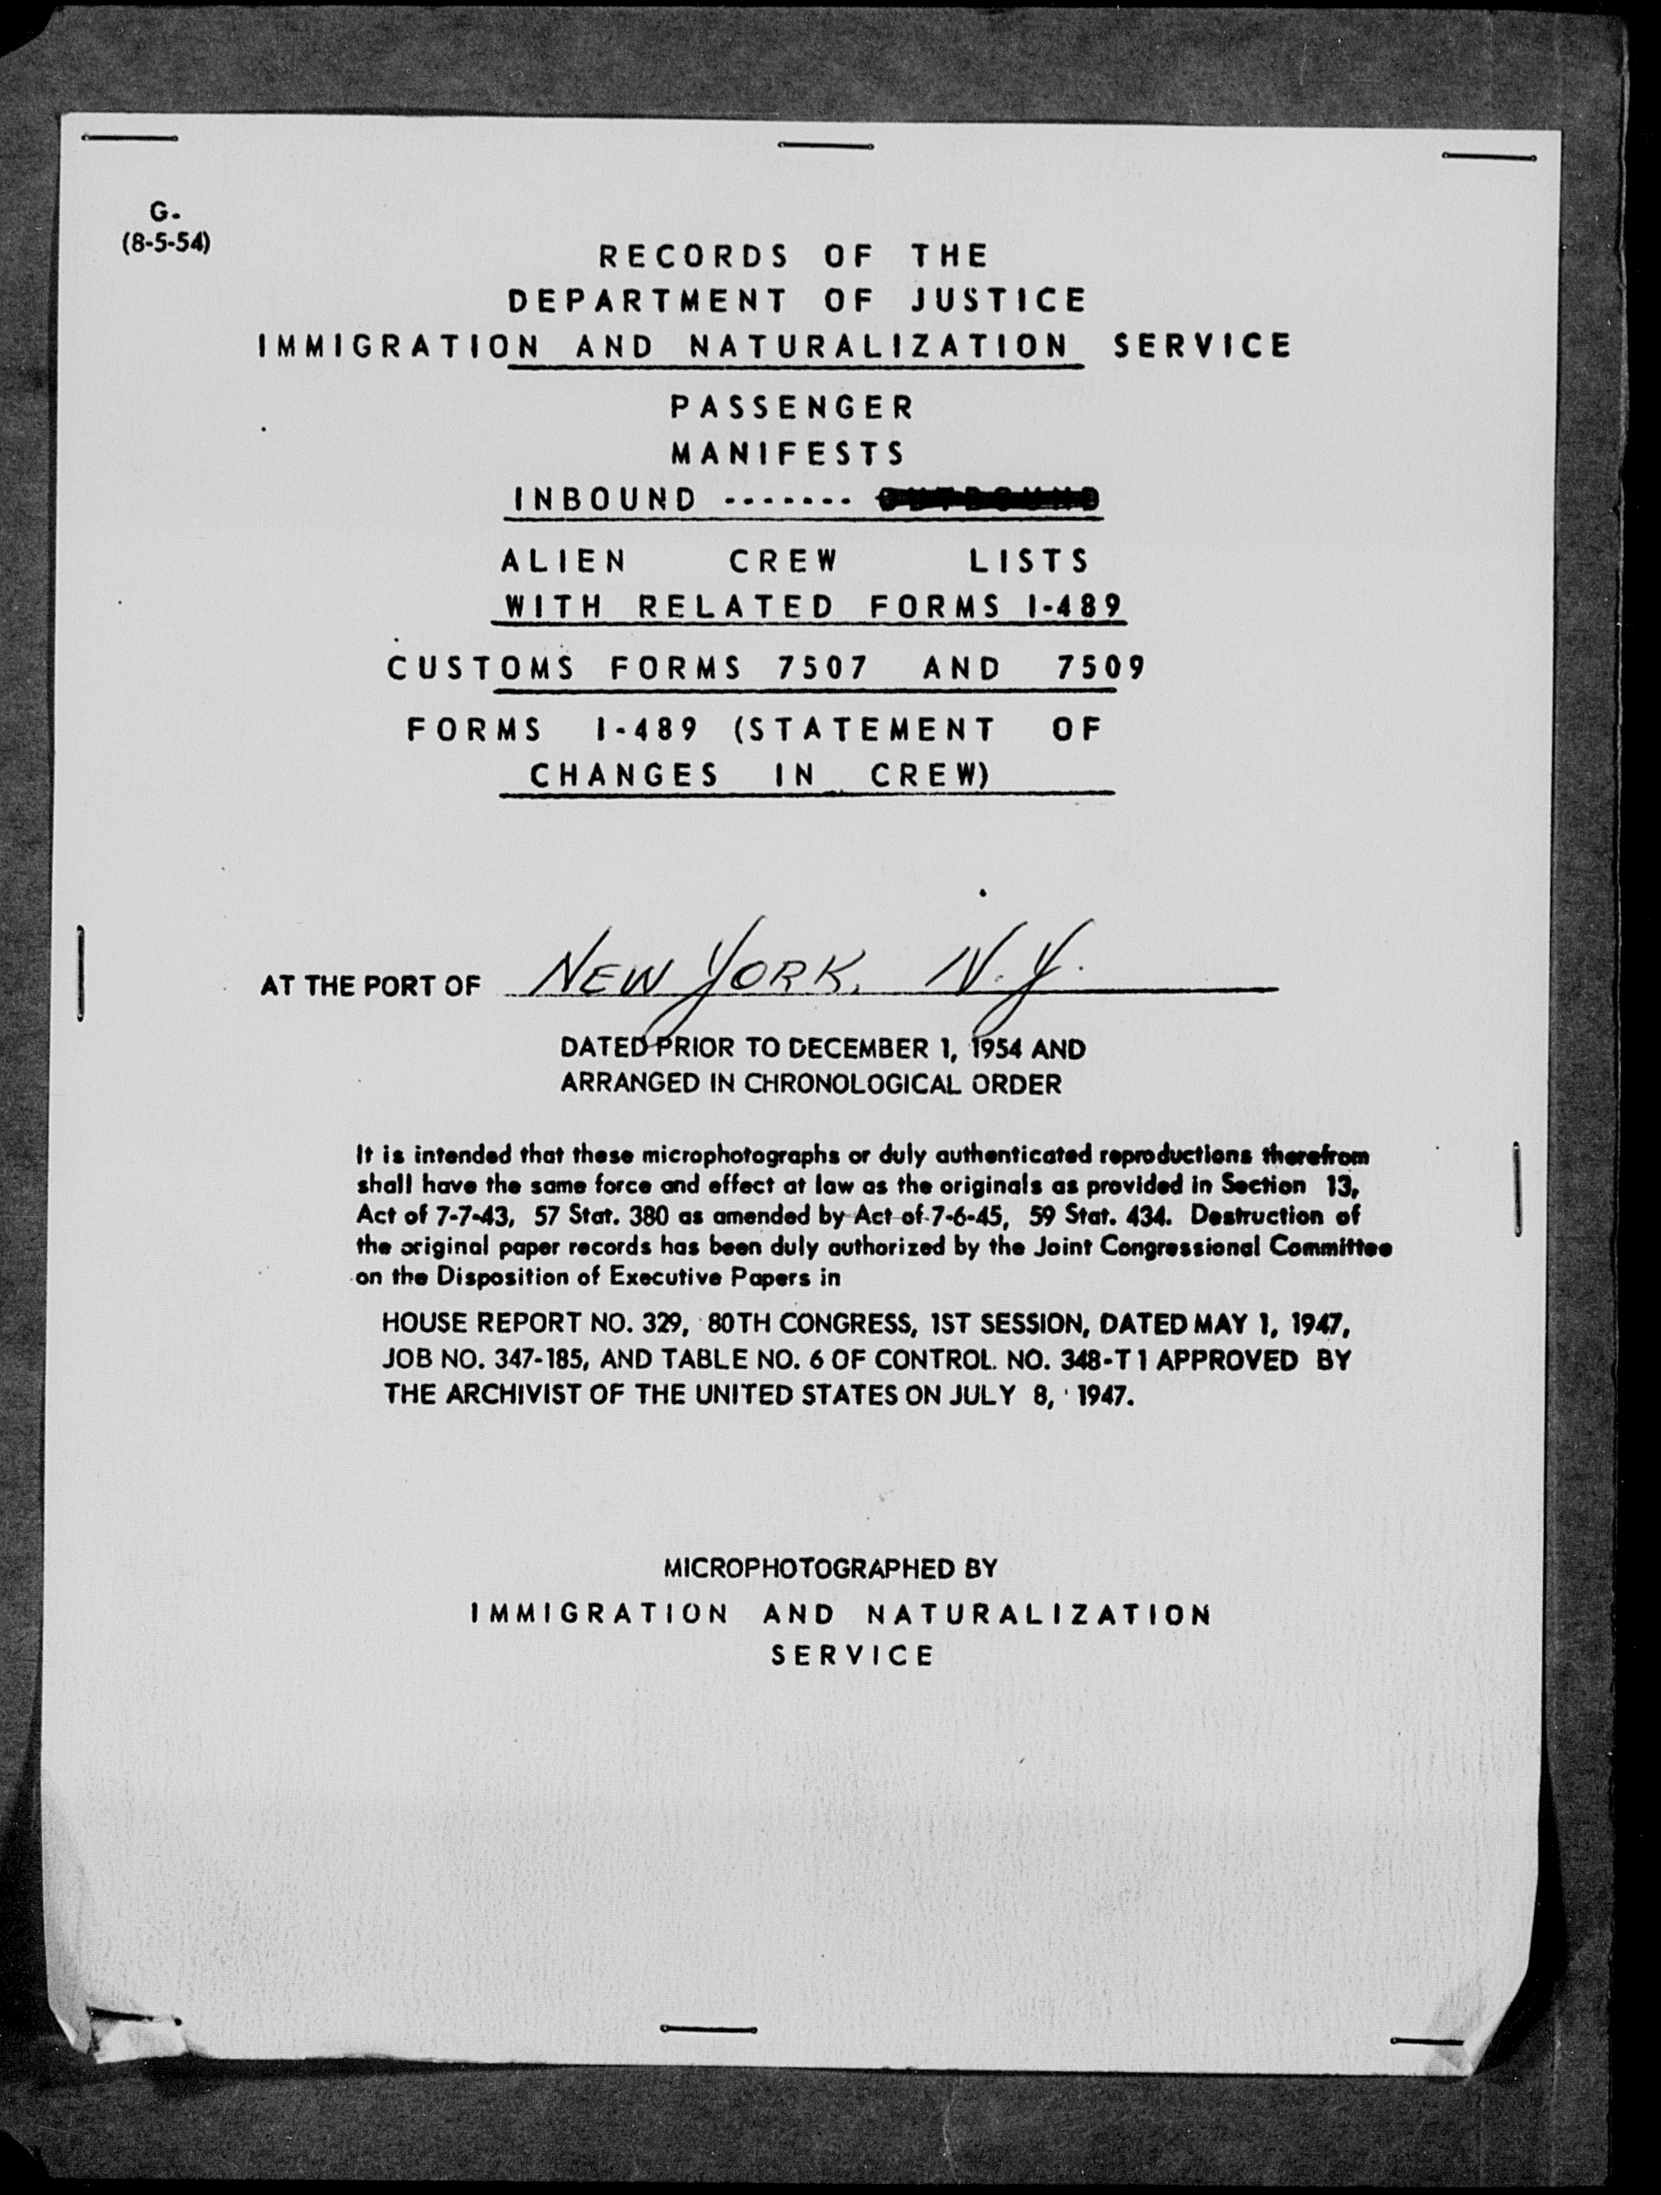 G-
(8-5-54)
RECORDS OF THE
DEPARTMENT OF JUSTICE
IMMIGRATION AND NATURALIZATION SERVICE
PASSENGER
MANIFESTS
INBOUND ------- OUTBOUND
ALIEN CREW LISTS
WITH RELATED FORMS I-489
CUSTOMS FORMS 7507 AND 7509
FORMS I-489 (STATEMENT OF
CHANGES IN CREW)
AT THE PORT OF NEW YORK, N.Y.
DATED PRIOR TO DECEMBER 1, 1954 AND
ARRANGED IN CHRONOLOGICAL ORDER
It is intended that these microphotographs or duly authenticated reproductions therefrom
shall have the same force and effect at law as the originals as provided in Section 13,
Act of 7-7-43, 57 Stat. 380 as amended by Act of 7-6-45, 59 Stat. 434. Destruction of
the original paper records has been duly authorized by the Joint Congressional Committee
on the Disposition of Executive Papers in
HOUSE REPORT NO. 329, 80TH CONGRESS, 1ST SESSION, DATED MAY 1, 1947,
JOB NO. 347-185, AND TABLE NO. 6 OF CONTROL NO. 348-T1 APPROVED BY
THE ARCHIVIST OF THE UNITED STATES ON JULY 8, 1947.
MICROPHOTOGRAPHED BY
IMMIGRATION AND NATURALIZATION
SERVICE